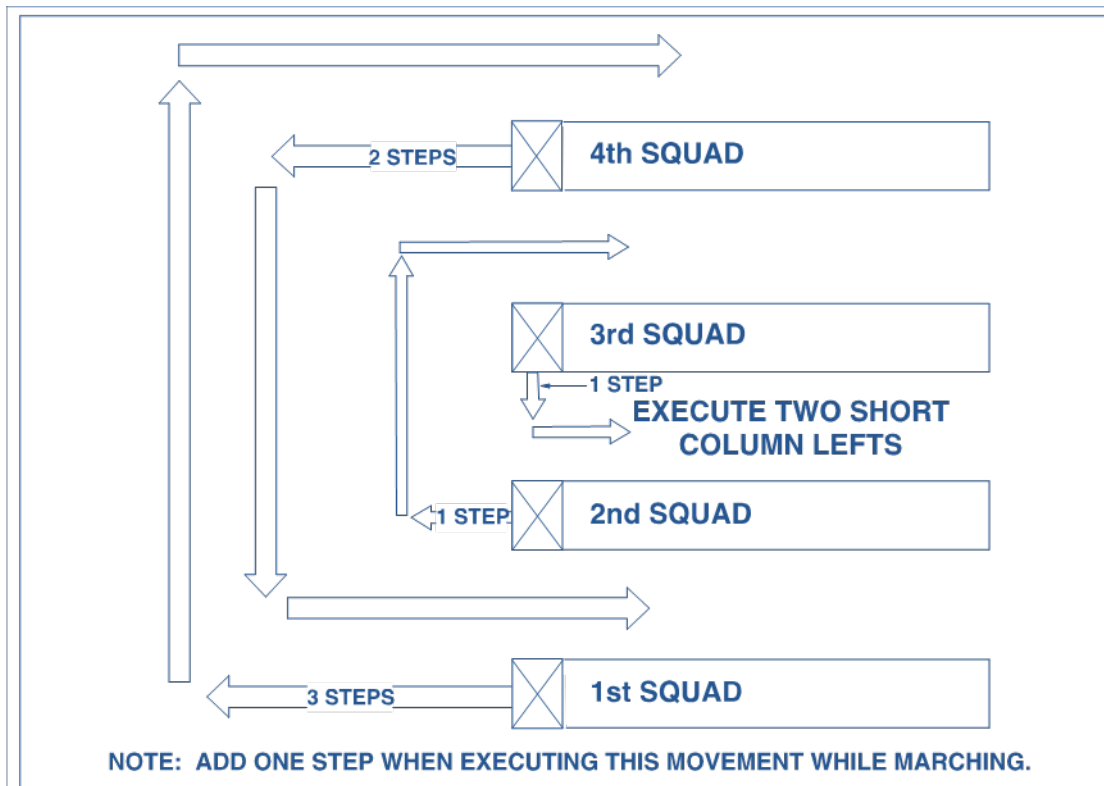 2 STEPS
4th SQUAD
3rd SQUAD
1 STEP
EXECUTE TWO SHORT
COLUMN LEFTS
1 STEP
2nd SQUAD
3 STEPS
1st SQUAD
NOTE: ADD ONE STEP WHEN EXECUTING THIS MOVEMENT WHILE MARCHING.